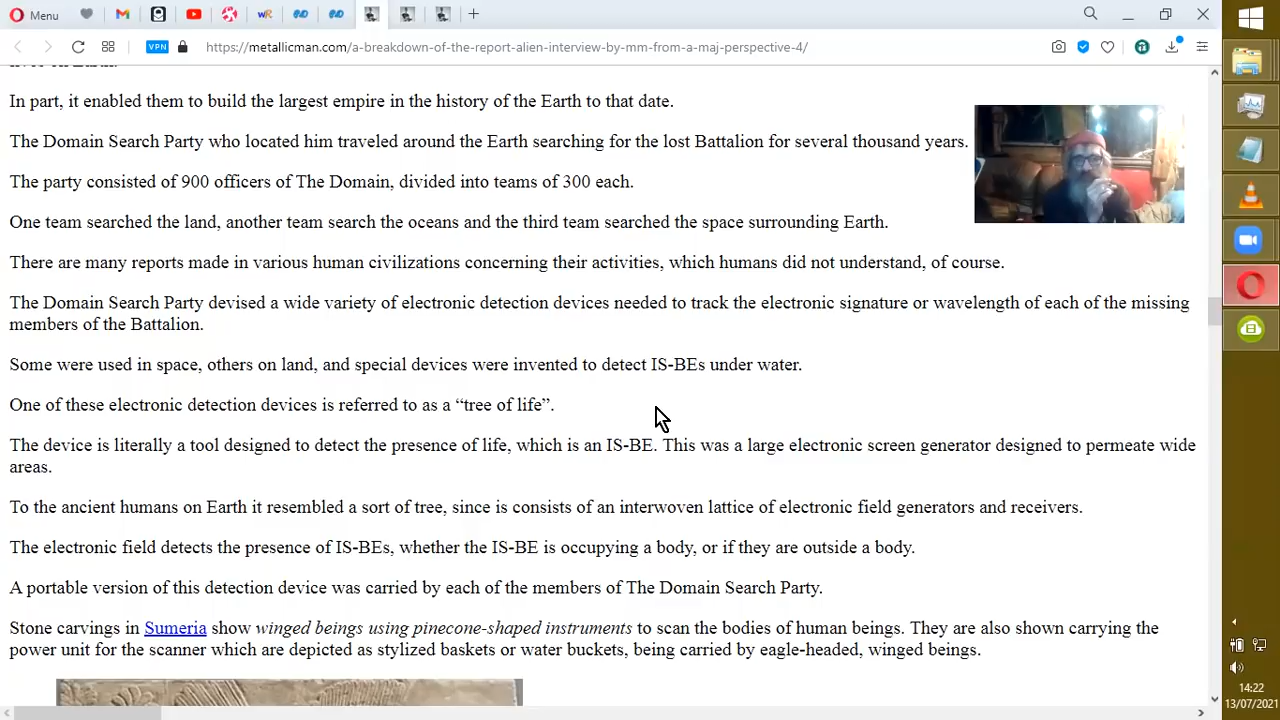 Menu
https://metallicman.com/a-breakdown-of-the-report-alien-interview-by-mm-from-a-maj-perspective-4/
VPN
lives on Earth.
In part, it enabled them to build the largest empire in the history of the Earth to that date.
The Domain Search Party who located him traveled around the Earth searching for the lost Battalion for several thousand years.
The party consisted of 900 officers of The Domain, divided into teams of 300 each.
One team searched the land, another team search the oceans and the third team searched the space surrounding Earth.
There are many reports made in various human civilizations concerning their activities, which humans did not understand, of course.
The Domain Search Party devised a wide variety of electronic detection devices needed to track the electronic signature or wavelength of each of the missing
members of the Battalion.
Some were used in space, others on land, and special devices were invented to detect IS-BEs under water.
One of these electronic detection devices is referred to as a “tree of life”.
The device is literally a tool designed to detect the presence of life, which is an IS-BE. This was a large electronic screen generator designed to permeate wide
areas.
To the ancient humans on Earth it resembled a sort of tree, since is consists of an interwoven lattice of electronic field generators and receivers.
The electronic field detects the presence of IS-BEs, whether the IS-BE is occupying a body, or if they are outside a body.
A portable version of this detection device was carried by each of the members of The Domain Search Party.
Stone carvings in Sumeria show winged beings using pinecone-shaped instruments to scan the bodies of human beings. They are also shown carrying the
power unit for the scanner which are depicted as stylized baskets or water buckets, being carried by eagle-headed, winged beings.
14:22
13/07/2021